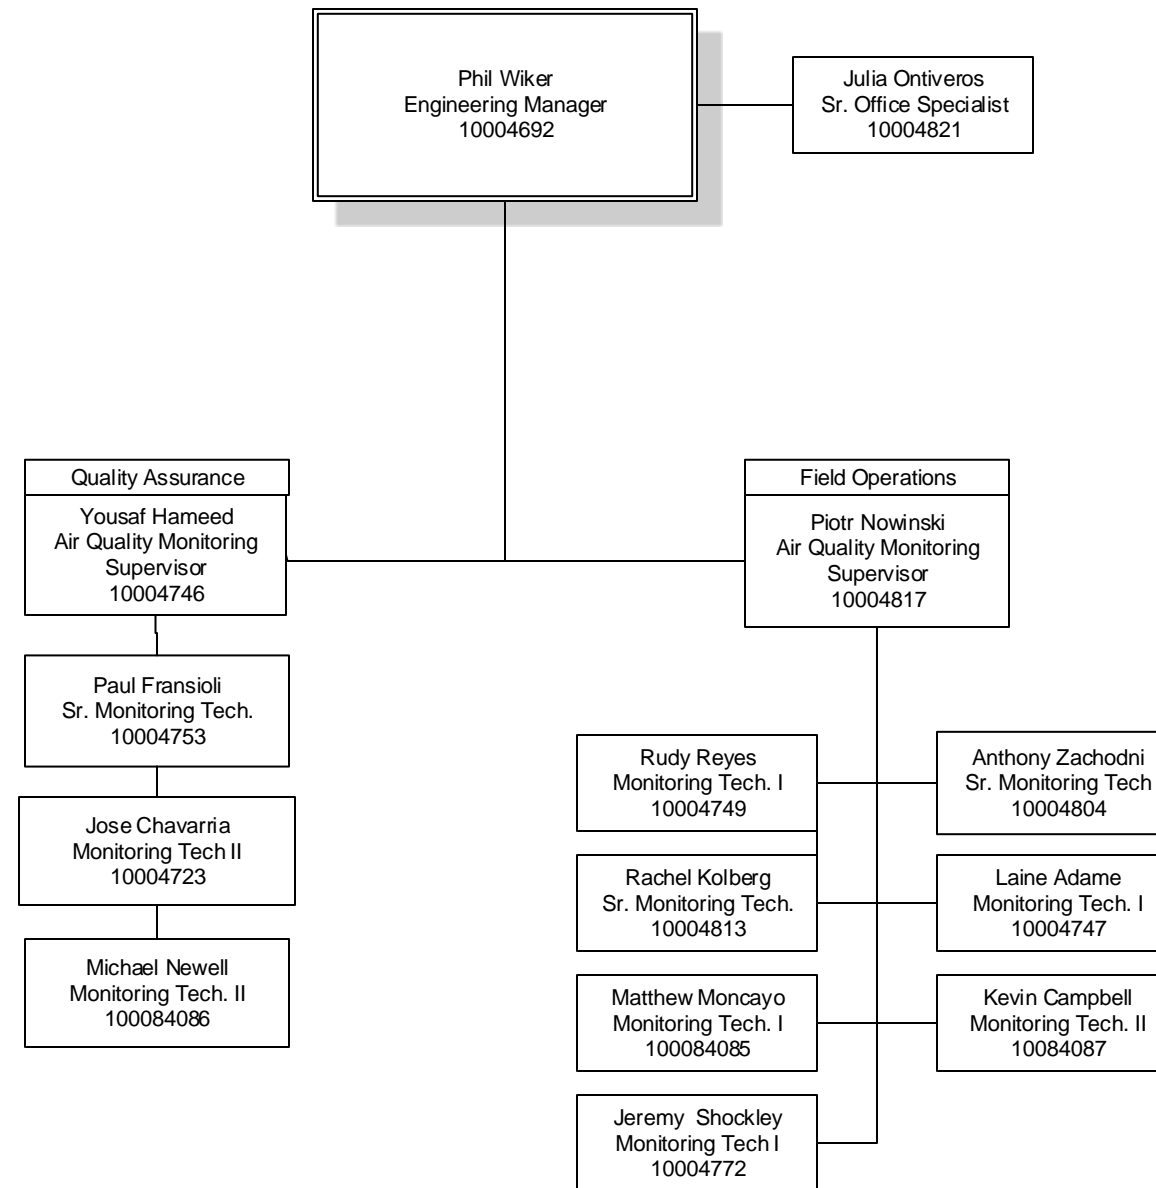 Phil Wiker
Engineering Manager
10004692
Julia Ontiveros
Sr. Office Specialist
10004821
Quality Assurance
Yousaf Hameed
Air Quality Monitoring
Supervisor
10004746
Field Operations
Piotr Nowinski
Air Quality Monitoring
Supervisor
10004817
Paul Fransioli
Sr. Monitoring Tech.
10004753
Jose Chavarria
Monitoring Tech II
10004723
Michael Newell
Monitoring Tech. II
100084086
Rudy Reyes
Monitoring Tech. I
10004749
Anthony Zachodni
Sr. Monitoring Tech
10004804
Rachel Kolberg
Sr. Monitoring Tech.
10004813
Laine Adame
Monitoring Tech. I
10004747
Matthew Moncayo
Monitoring Tech. I
100084085
Kevin Campbell
Monitoring Tech. II
10084087
Jeremy Shockley
Monitoring Tech I
10004772